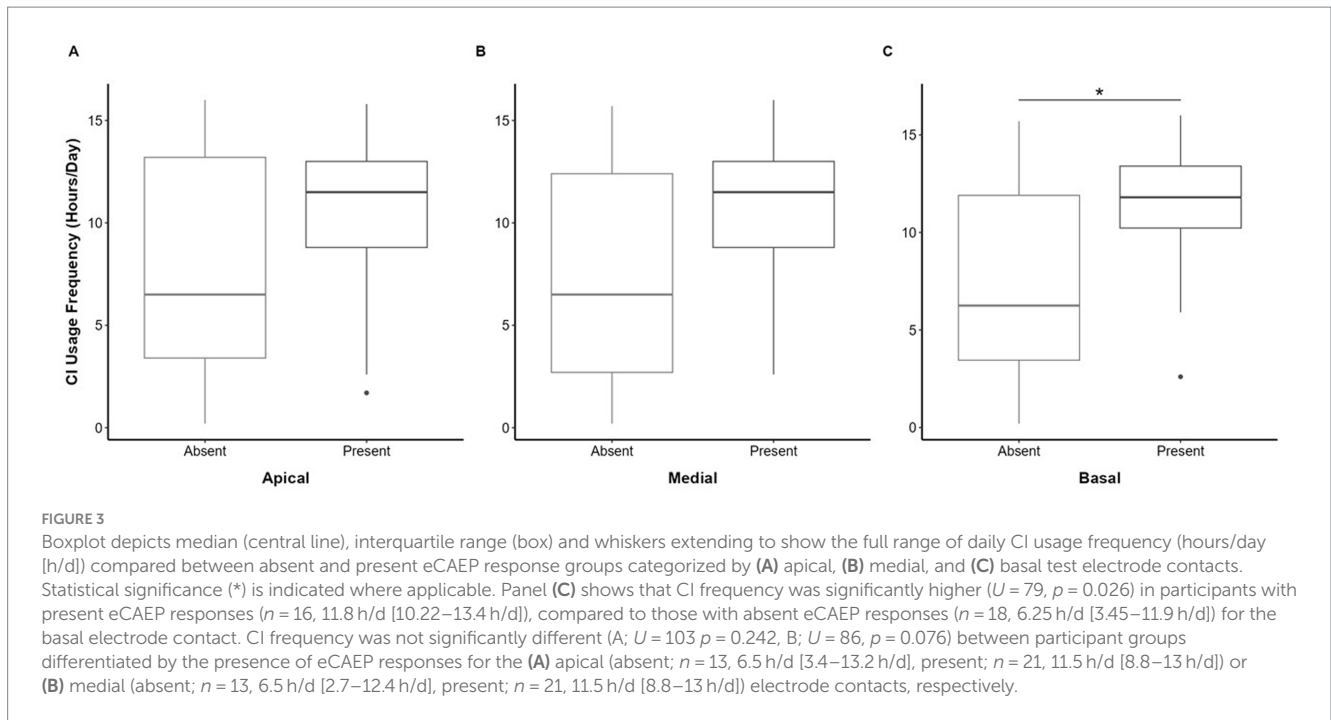 A
B
C
CI Usage Frequency (Hours/Day)
15
10
5
0
Absent
Present
Apical
15
10
5
0
Absent
Present
Medial
*
15
10
5
0
Absent
Present
Basal
FIGURE 3
Boxplot depicts median (central line), interquartile range (box) and whiskers extending to show the full range of daily CI usage frequency (hours/day
[h/d]) compared between absent and present eCAEP response groups categorized by (A) apical, (B) medial, and (C) basal test electrode contacts.
Statistical significance (*) is indicated where applicable. Panel (C) shows that CI frequency was significantly higher (U = 79, p = 0.026) in participants with
present eCAEP responses (n = 16, 11.8 h/d [10.22–13.4 h/d]), compared to those with absent eCAEP responses (n = 18, 6.25 h/d [3.45–11.9 h/d]) for the
basal electrode contact. CI frequency was not significantly different (A; U = 103 p = 0.242, B; U = 86, p = 0.076) between participant groups
differentiated by the presence of eCAEP responses for the (A) apical (absent; n = 13, 6.5 h/d [3.4–13.2 h/d], present; n = 21, 11.5 h/d [8.8–13 h/d]) or
(B) medial (absent; n = 13, 6.5 h/d [2.7–12.4 h/d], present; n = 21, 11.5 h/d [8.8–13 h/d]) electrode contacts, respectively.